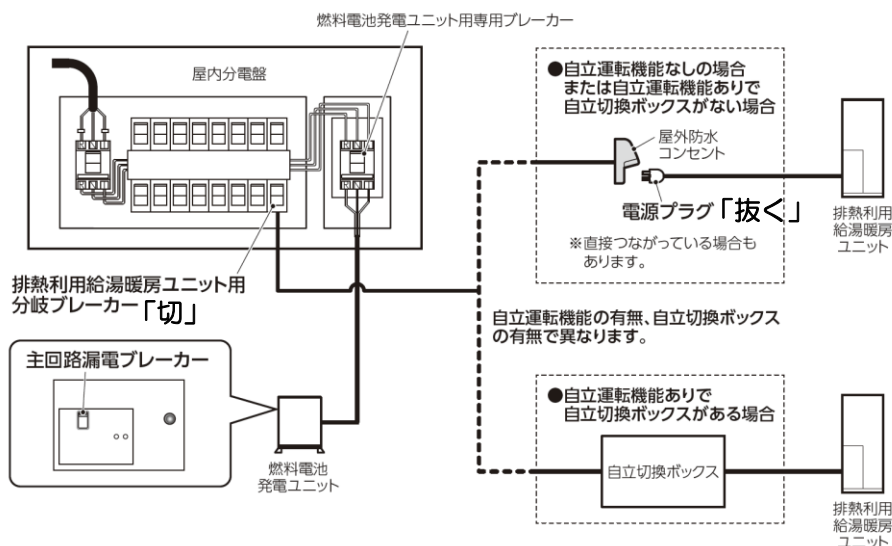 燃料電池発電ユニット用専用ブレーカー
屋内分電盤
●自立運転機能なしの場合
または自立運転機能ありで
自立切換ボックスがない場合
屋外防水
コンセント
電源プラグ「抜く」
※直接つながっている場合も
あります。
排熱利用
給湯暖房
ユニット
排熱利用給湯暖房ユニット用
分岐ブレーカー「切」
自立運転機能の有無、自立切換ボックス
の有無で異なります。
主回路漏電ブレーカー
燃料電池
発電ユニット
●自立運転機能ありで
自立切換ボックスがある場合
自立切換ボックス
排熱利用
給湯暖房
ユニット